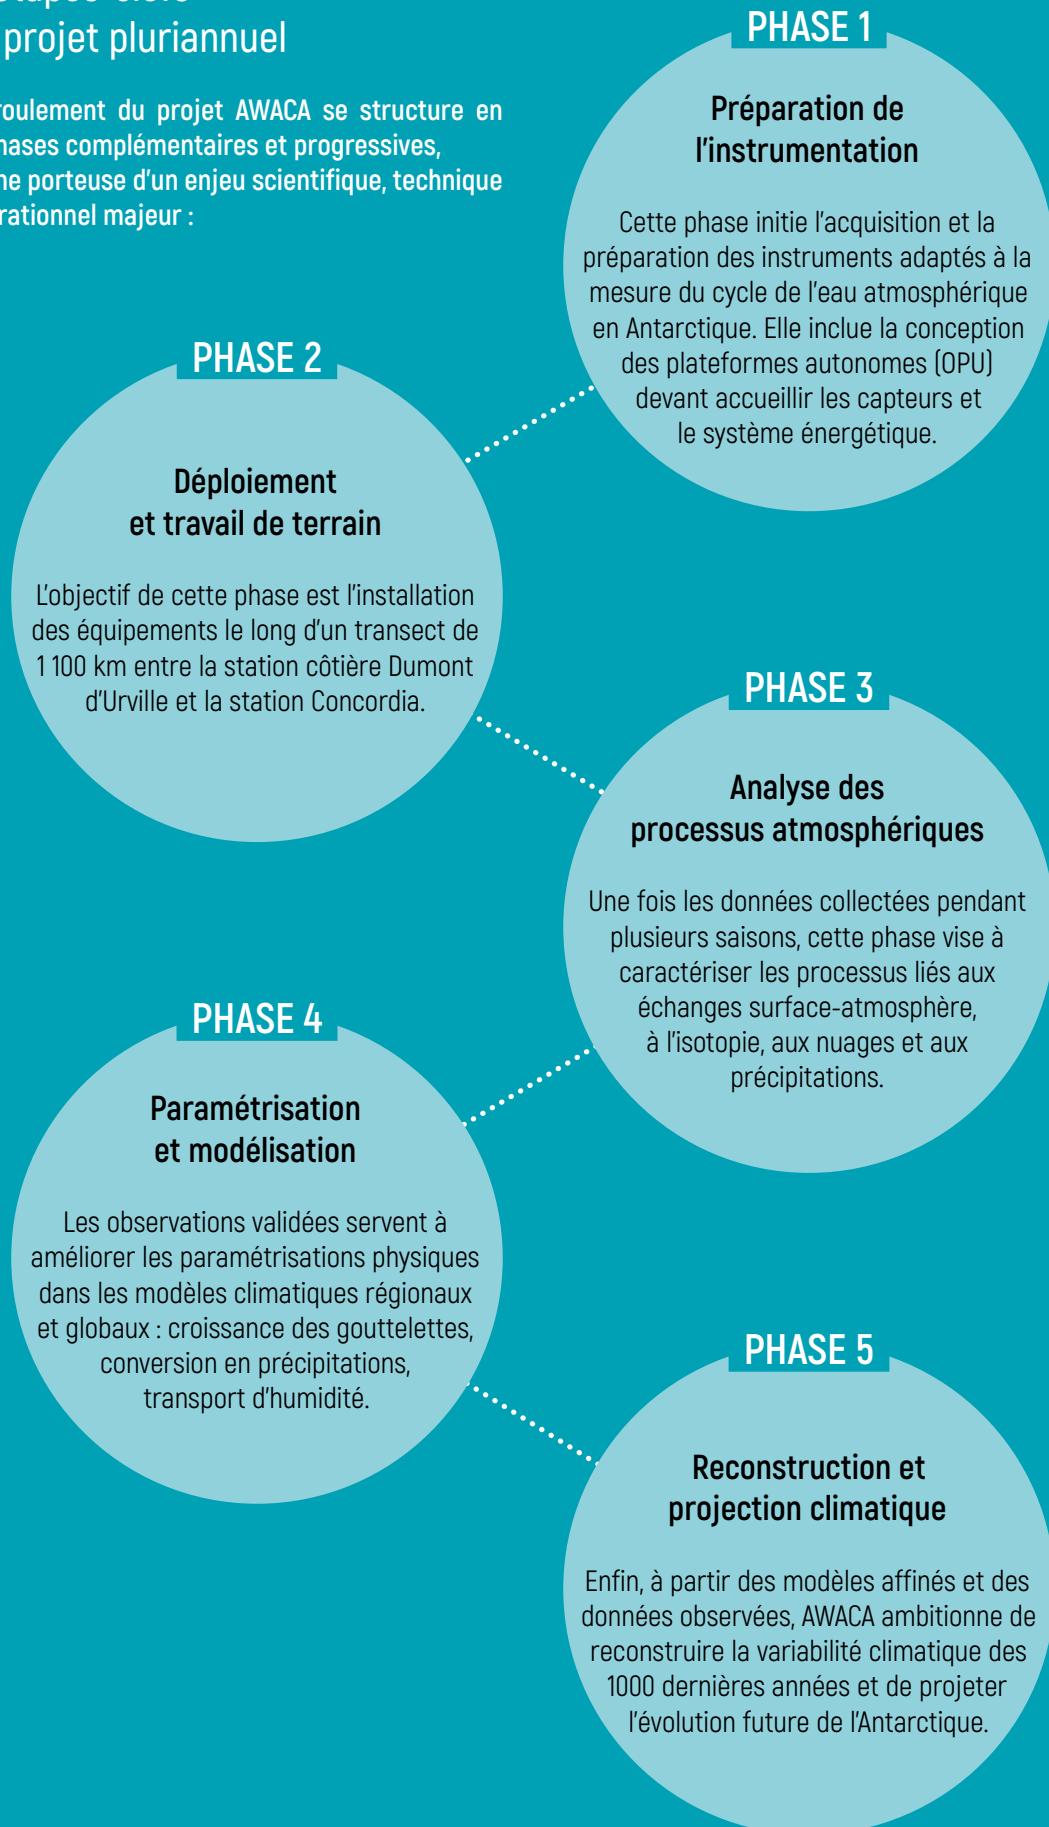 projet pluriannuel
du projet AWACA se structure en
complémentaires et progressives,
porteuse d'un enjeu scientifique, technique
majeur :
PHASE 1
Préparation de
l'instrumentation
Cette phase initie l'acquisition et la
préparation des instruments adaptés à la
mesure du cycle de l'eau atmosphérique
en Antarctique. Elle inclue la conception
des plateformes autonomes (OPU)
devant accueillir les capteurs et
le système énergétique.
PHASE 2
Déploiement
et travail de terrain
L'objectif de cette phase est l'installation
des équipements le long d'un transect de
1 100 km entre la station côtière Dumont
d'Urville et la station Concordia.
PHASE 3
Analyse des
processus atmosphériques
Une fois les données collectées pendant
plusieurs saisons, cette phase vise à
caractériser les processus liés aux
échanges surface-atmosphère,
à l'isotopie, aux nuages et aux
précipitations.
PHASE 4
Paramétrisation
et modélisation
Les observations validées servent à
améliorer les paramétrisations physiques
dans les modèles climatiques régionaux
et globaux : croissance des gouttelettes,
conversion en précipitations,
transport d'humidité.
PHASE 5
Reconstruction et
projection climatique
Enfin, à partir des modèles affinés et des
données observées, AWACA ambitionne de
reconstruire la variabilité climatique des
1000 dernières années et de projeter
l'évolution future de l'Antarctique.